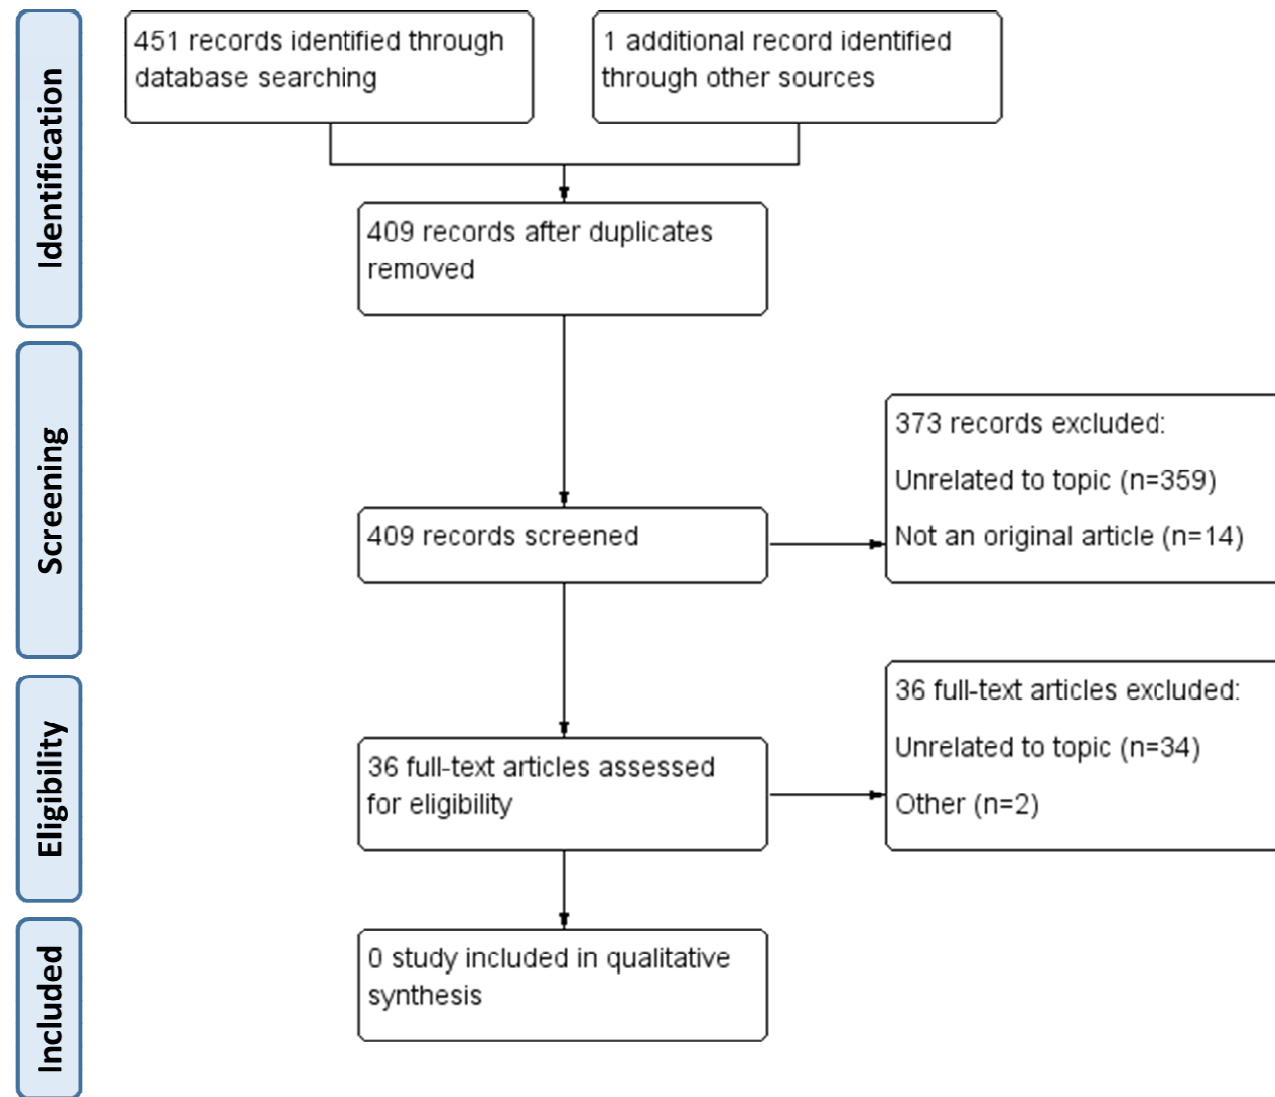 Identification
451 records identified through
database searching
1 additional record identified
through other sources
409 records after duplicates
removed
Screening
409 records screened
373 records excluded:
Unrelated to topic (n=359)
Not an original article (n=14)
Eligibility
36 full-text articles assessed
for eligibility
36 full-text articles excluded:
Unrelated to topic (n=34)
Other (n=2)
Included
0 study included in qualitative
synthesis